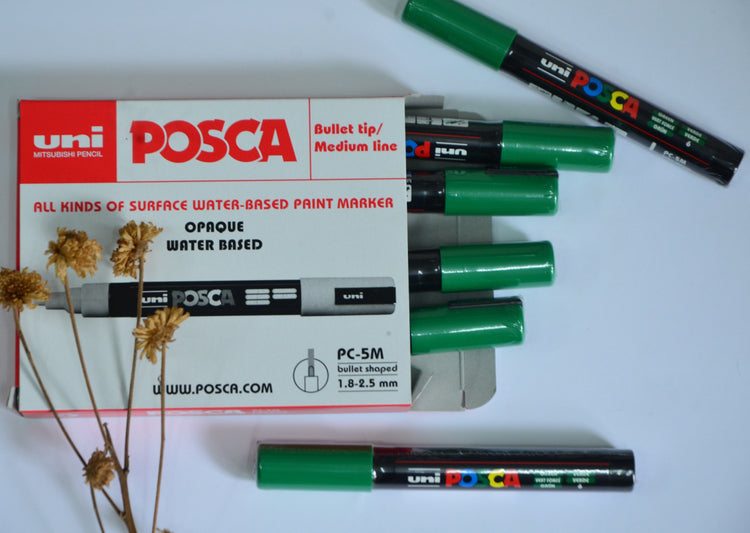 uni
MITSUBISHI PENCIL
POSCA
Bullet tip/
Medium line
ALL KINDS OF SURFACE WATER-BASED PAINT MARKER
OPAQUE
WATER BASED
uni POSCA
uni
WWW.POSCA.COM
PC-5M
bullet shaped
1.8-2.5 mm
POSCA
uni POSCA
PC-5M
uni PO
uni POSCA